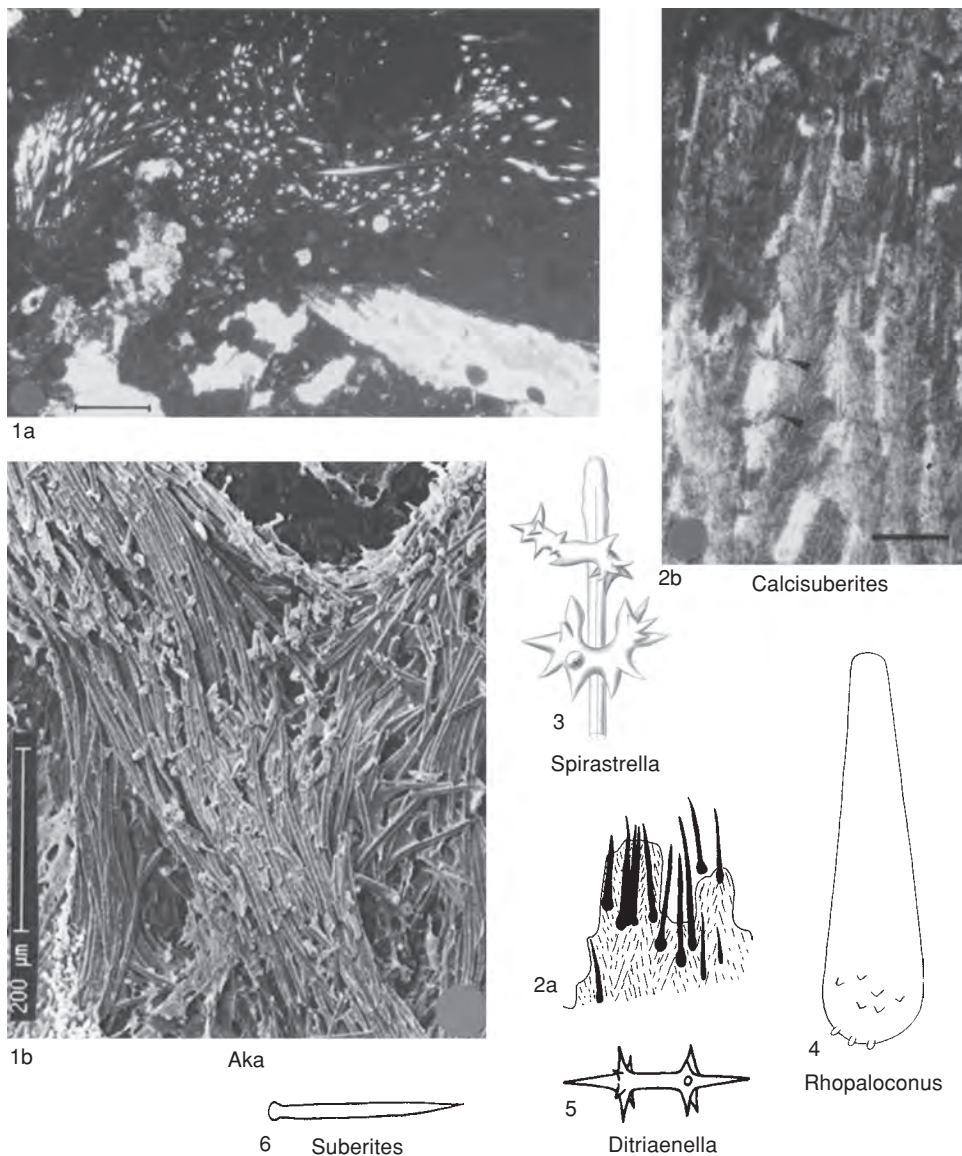 1a
2b
Calcisuberites
3
Spirastrella
200 µm
1b
Aka
2a
4
Rhopaloconus
5
Ditriaenella
6
Suberites